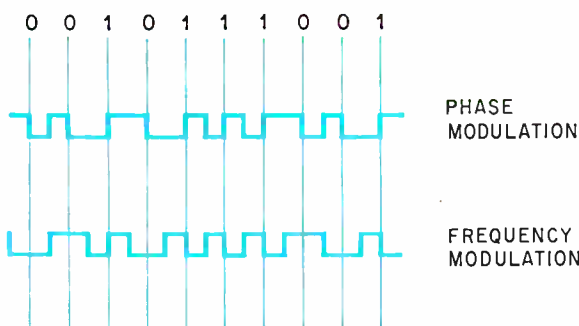 0 0 1 0 1 1 1 0 0 1
PHASE
MODULATION
FREQUENCY
MODULATION